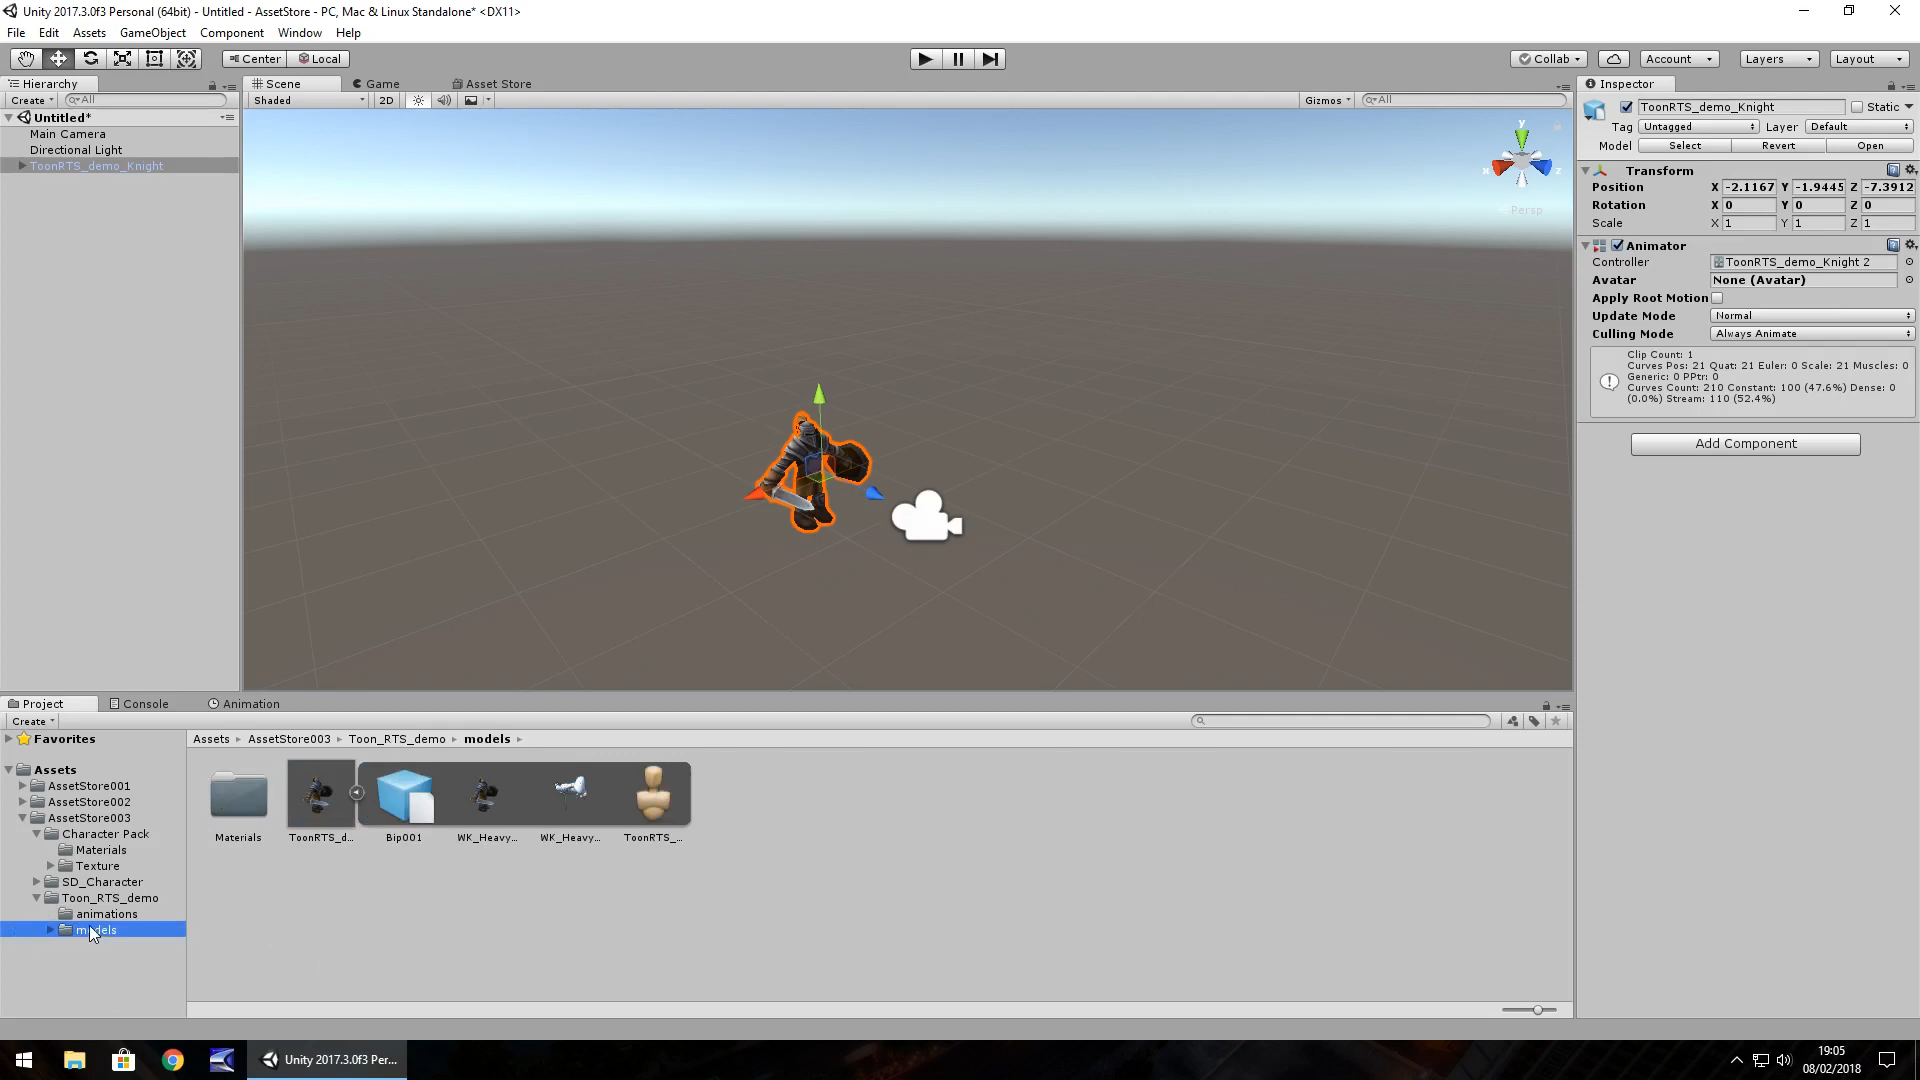 Unity 2017.3.0f3 Personal (64bit) - Untitled - AssetStore - PC, Mac & Linux Standalone* <DX11>
File Edit Assets GameObject Component Window Help
Center Local Collab Account Layers Layout
Hierarchy
Create All
Untitled*
Main Camera
Directional Light
ToonRTS_demo_Knight
Scene Game Asset Store
Shaded 2D Gizmos All
y
x z
Persp
Inspector
ToonRTS_demo_Knight Static
Tag Untagged Layer Default
Model Select Revert Open
Transform
Position X -2.1167 Y -1.9445 Z -7.3912
Rotation X 0 Y 0 Z 0
Scale X 1 Y 1 Z 1
Animator
Controller ToonRTS_demo_Knight 2
Avatar None (Avatar)
Apply Root Motion
Update Mode Normal
Culling Mode Always Animate
Clip Count: 1
Curves Pos: 21 Quat: 21 Euler: 0 Scale: 21 Muscles: 0
Generic: 0 PPtr: 0
Curves Count: 210 Constant: 100 (47.6%) Dense: 0
(0.0%) Stream: 110 (52.4%)
Add Component
Project Console Animation
Create
Favorites
Assets
AssetStore001
AssetStore002
AssetStore003
Character Pack
Materials
Texture
SD_Character
Toon_RTS_demo
animations
models
Assets AssetStore003 Toon_RTS_demo models
Materials ToonRTS_d... Bip001 WK_Heavy... WK_Heavy... ToonRTS_...
Unity 2017.3.0f3 Per...
19:05
08/02/2018